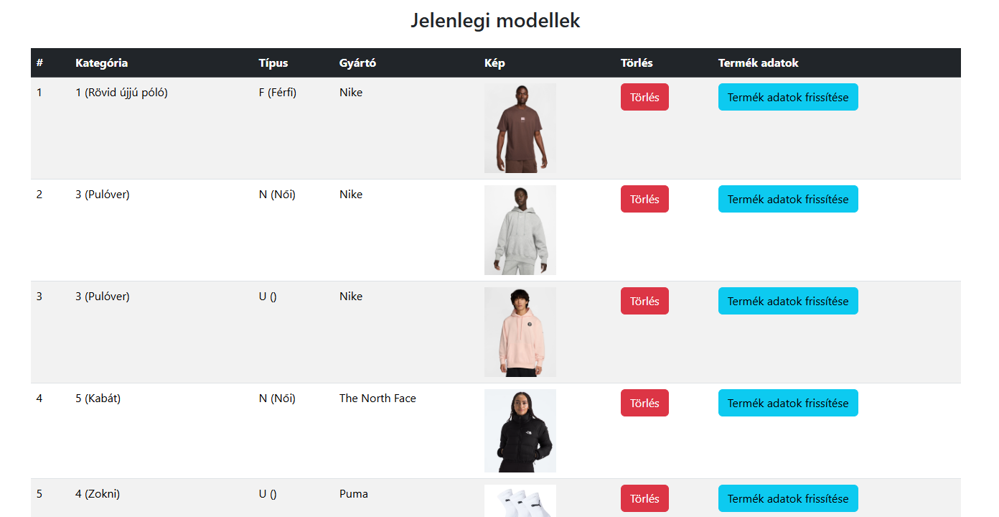 Jelenlegi modellek
# Kategória Típus Gyártó Kép Törlés Termék adatok
1 1 (Rövid újjú póló) F (Férfi) Nike Törlés Termék adatok frissítése
2 3 (Pulóver) N (Női) Nike Törlés Termék adatok frissítése
3 3 (Pulóver) U () Nike Törlés Termék adatok frissítése
4 5 (Kabát) N (Női) The North Face Törlés Termék adatok frissítése
5 4 (Zokni) U () Puma Törlés Termék adatok frissítése